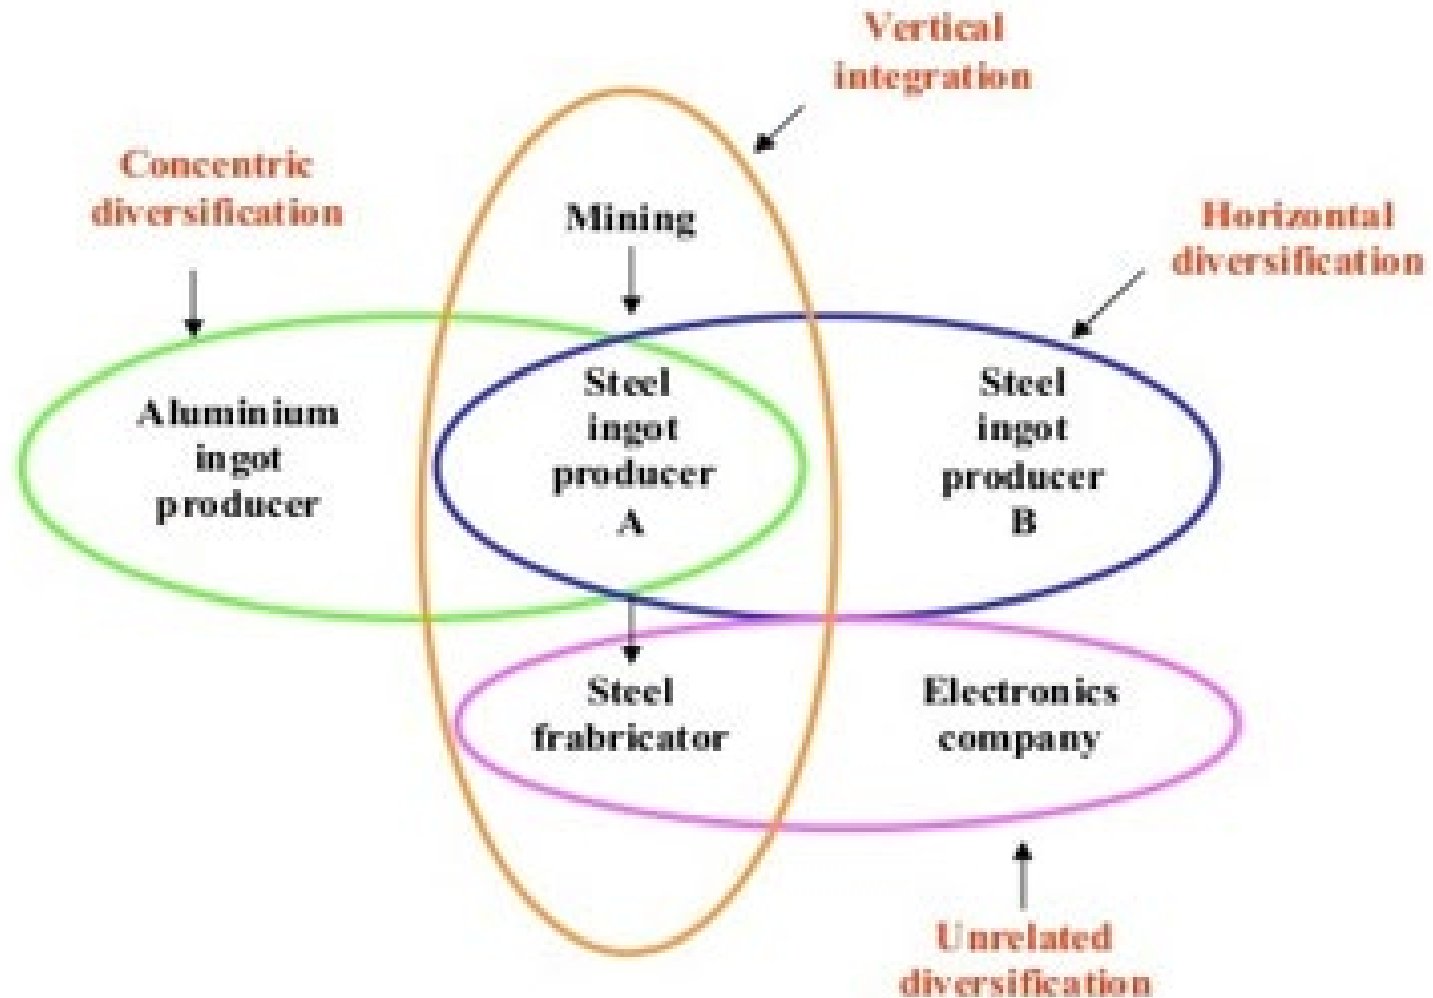 Vertical
integration
Concentric
diversification
Mining
Horizontal
diversification
Aluminium
ingot
producer
Steel
ingot
producer
A
Steel
ingot
producer
B
Steel
frabricator
Electronics
company
Unrelated
diversification